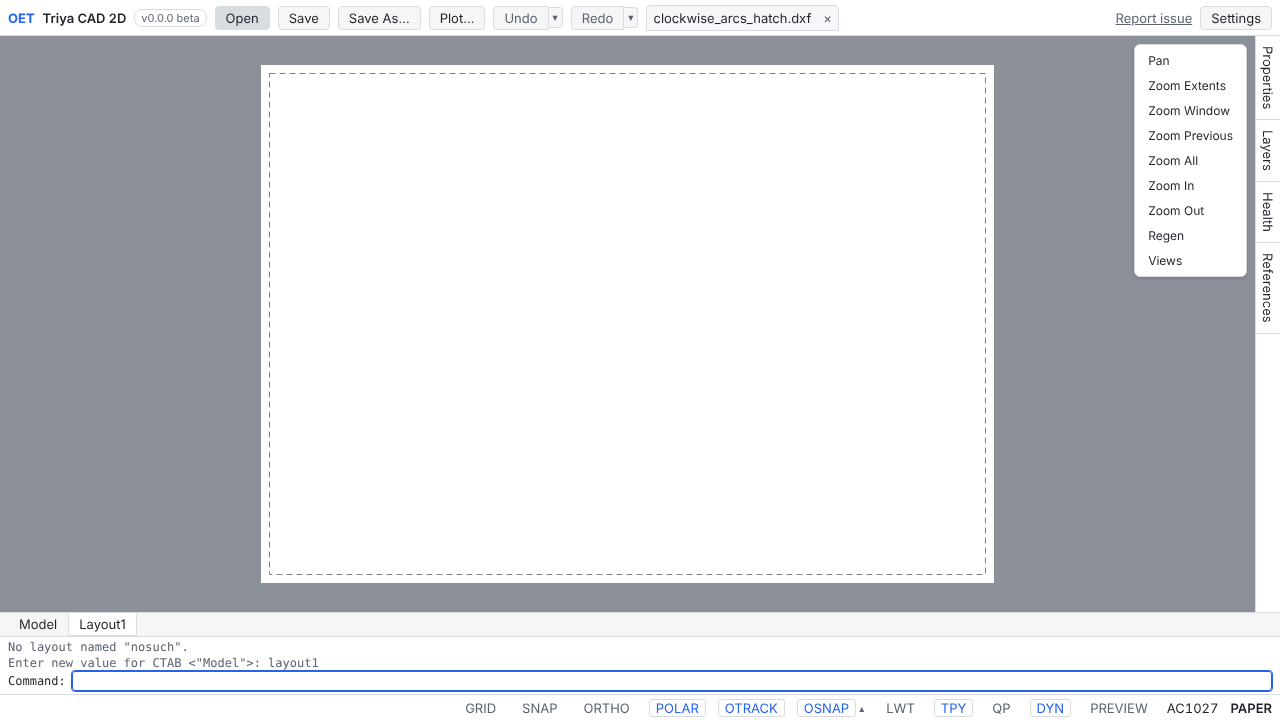 OET Triya CAD 2D v0.0.0 beta Open Save Save As... Plot... Undo ▼ Redo ▼ clockwise_arcs_hatch.dxf × Report issue Settings
Pan
Zoom Extents
Zoom Window
Zoom Previous
Zoom All
Zoom In
Zoom Out
Regen
Views
Properties
Layers
Health
References
Model Layout1
No layout named "nosuch".
Enter new value for CTAB <"Model">: layout1
Command:
GRID SNAP ORTHO POLAR OTRACK OSNAP ▲ LWT TPY QP DYN PREVIEW AC1027 PAPER